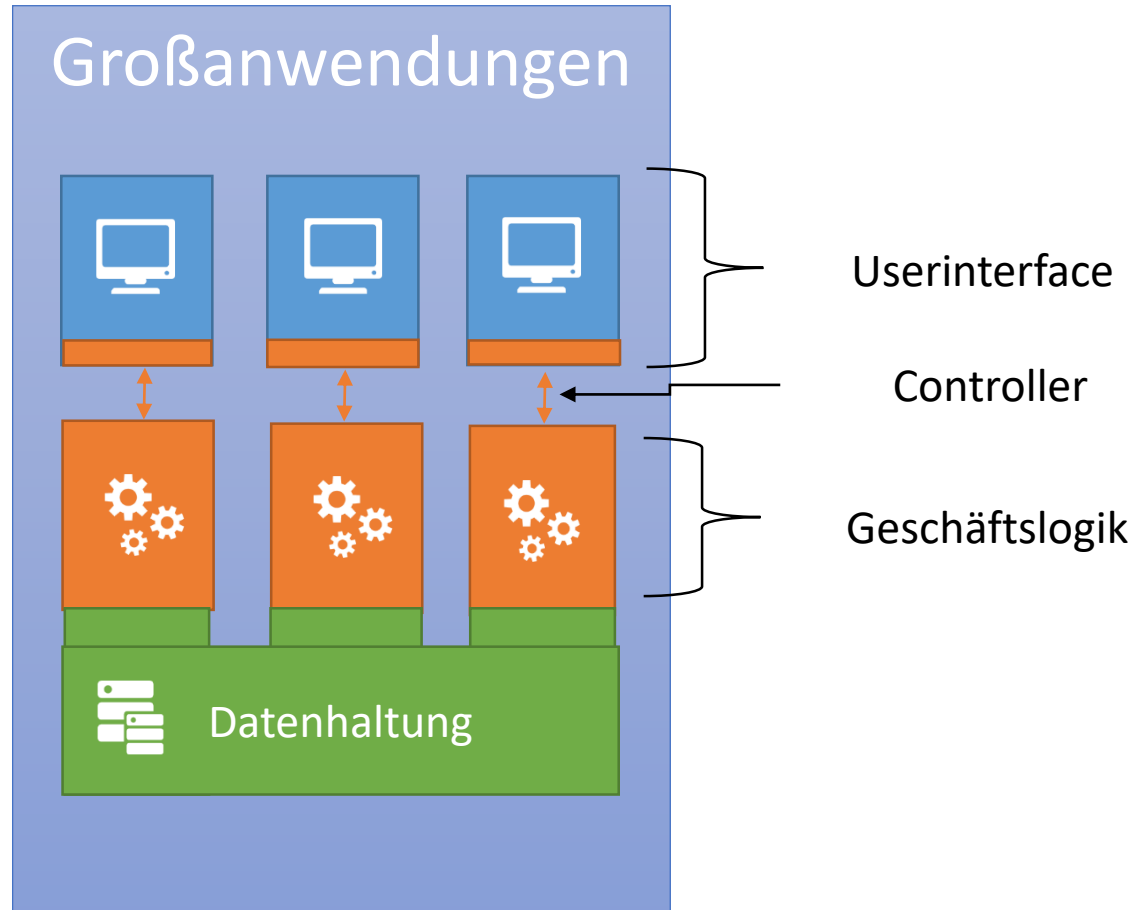 Großanwendungen
Userinterface
Controller
Geschäftslogik
Datenhaltung